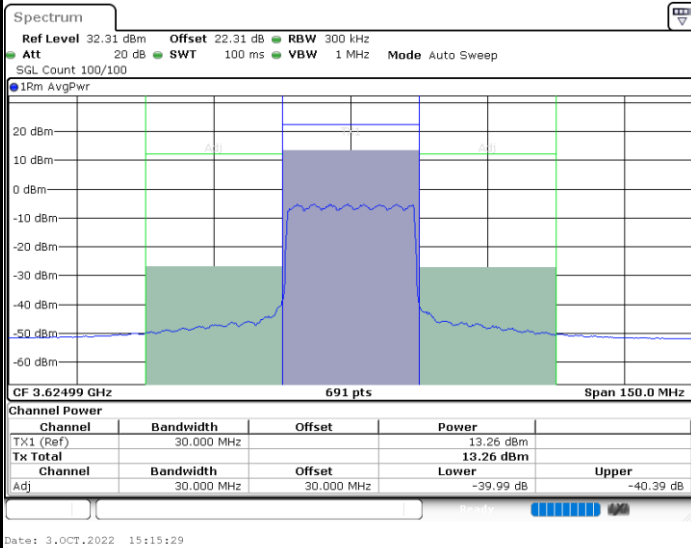 Spectrum
Ref Level 32.31 dBm Offset 22.31 dB RBW 300 kHz
Att 20 dB SWT 100 ms VBW 1 MHz Mode Auto Sweep
SGL Count 100/100
1Rm AvgPwr
20 dBm
TX1
Adj Adj
10 dBm
0 dBm
-10 dBm
-20 dBm
-30 dBm
-40 dBm
-50 dBm
-60 dBm
CF 3.62499 GHz 691 pts Span 150.0 MHz
Channel Power
Channel Bandwidth Offset Power
TX1 (Ref) 30.000 MHz 13.26 dBm
Tx Total 13.26 dBm
Channel Bandwidth Offset Lower Upper
Adj 30.000 MHz 30.000 MHz -39.99 dB -40.39 dB
Ready
Date: 3.OCT.2022 15:15:29